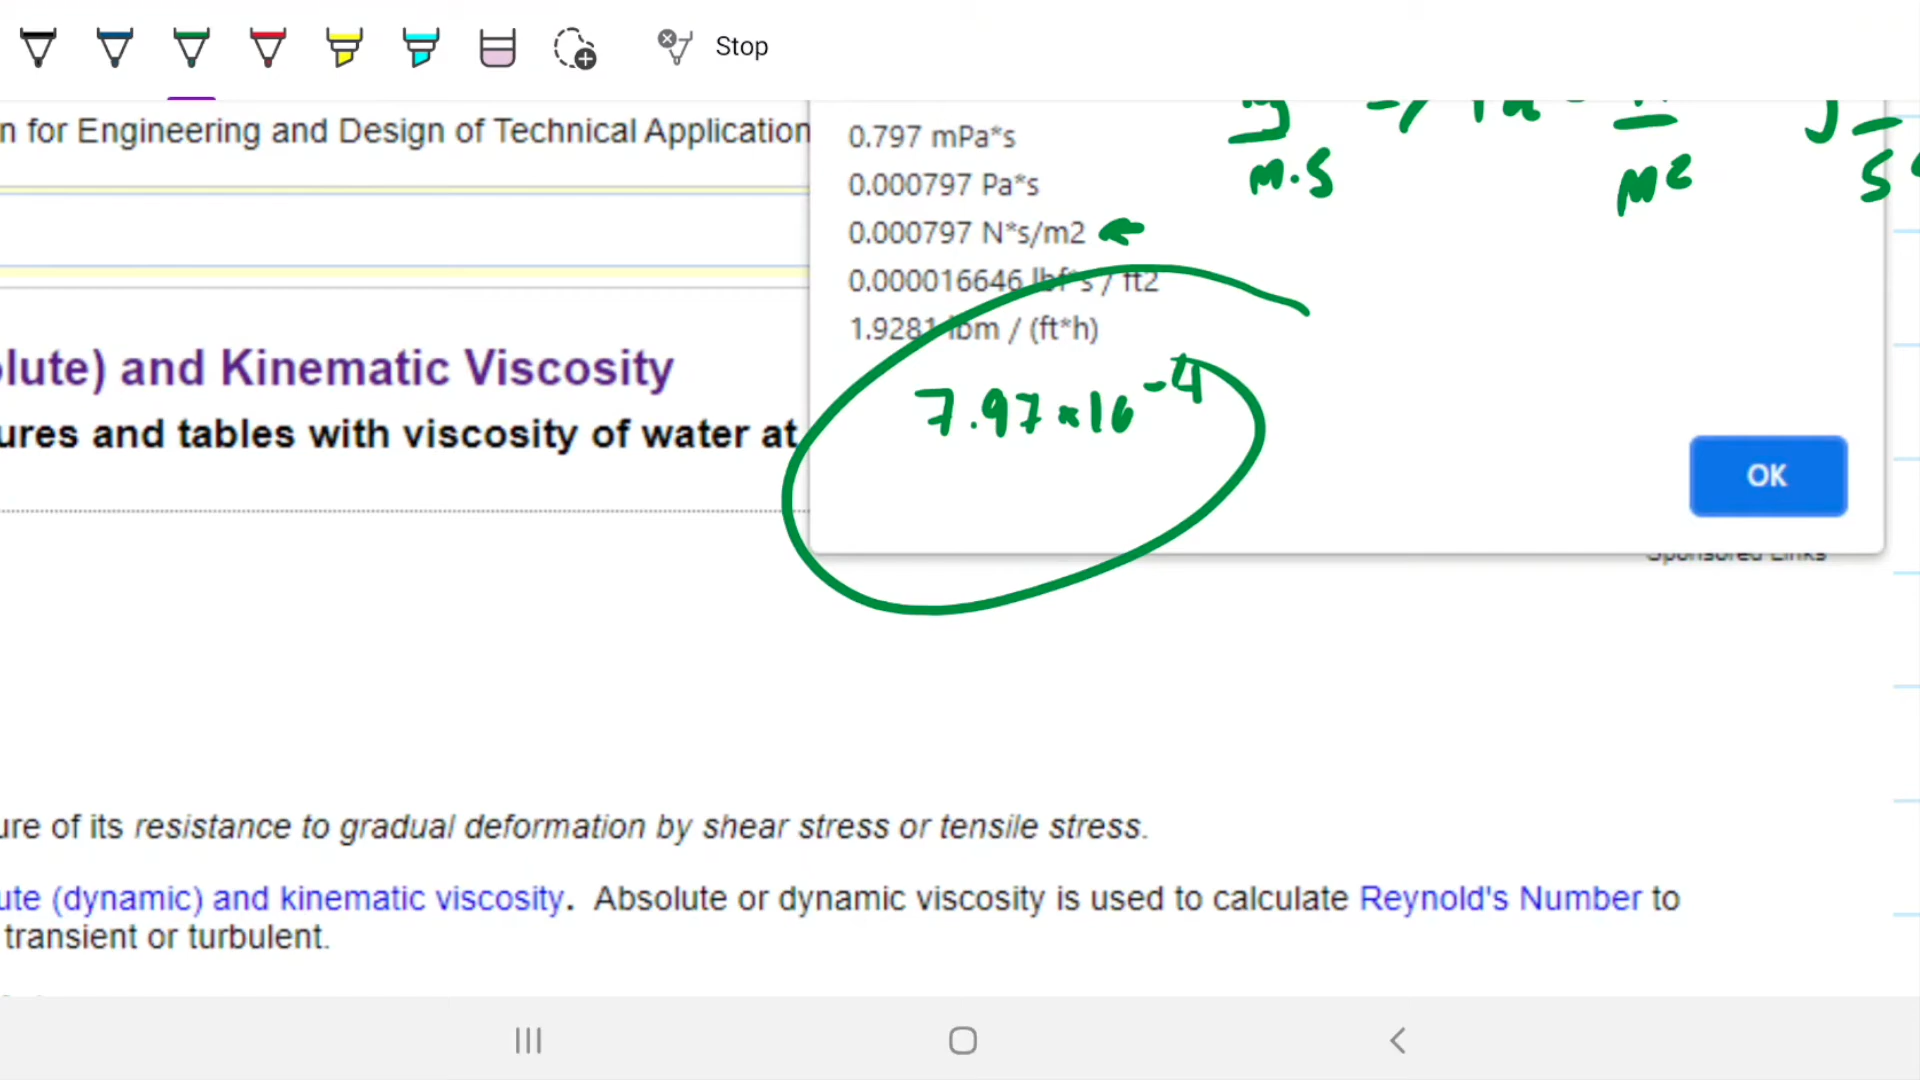 Stop
n for Engineering and Design of Technical Application
0.797 mPa*s
0.000797 Pa*s
m.s
m2
0.000797 N*s/m2
0.000016646 lbf*s / ft2
1.9281 lbm / (ft*h)
olute) and Kinematic Viscosity
7.97*10-4
ures and tables with viscosity of water at
OK
Sponsored Links
ure of its resistance to gradual deformation by shear stress or tensile stress.
ute (dynamic) and kinematic viscosity. Absolute or dynamic viscosity is used to calculate Reynold's Number to
transient or turbulent.